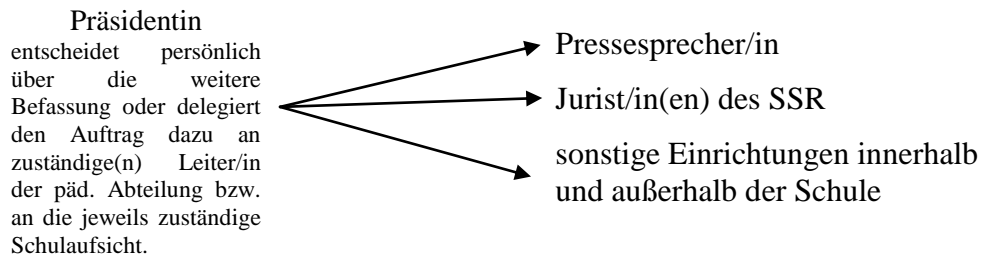 Präsidentin
entscheidet persönlich
über die weitere
Befassung oder delegiert
den Auftrag dazu an
zuständige(n) Leiter/in
der päd. Abteilung bzw.
an die jeweils zuständige
Schulaufsicht.
Pressesprecher/in
Jurist/in(en) des SSR
sonstige Einrichtungen innerhalb
und außerhalb der Schule